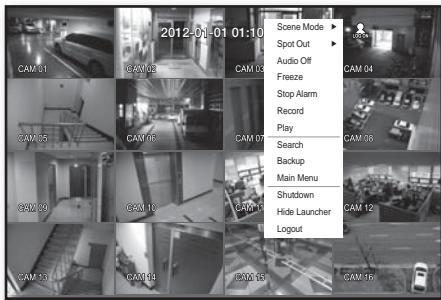 2012-01-01 01:10
LOG ON
CAM 01
CAM 02
CAM 03
CAM 04
Scene Mode
Spot Out
Audio Off
Freeze
Stop Alarm
Record
Play
Search
Backup
Main Menu
Shutdown
Hide Launcher
Logout
CAM 05
CAM 06
CAM 07
CAM 08
CAM 09
CAM 10
CAM 11
CAM 12
CAM 13
CAM 14
CAM 15
CAM 16